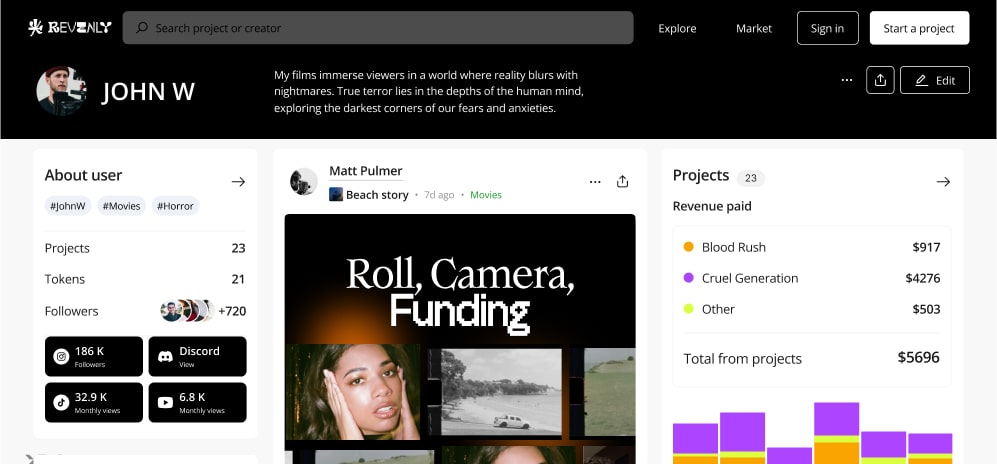 REVENLY
Search project or creator
Explore
Market
Sign in
Start a project
JOHN W
My films immerse viewers in a world where reality blurs with
nightmares. True terror lies in the depths of the human mind,
exploring the darkest corners of our fears and anxieties.
Edit
About user
#JohnW
#Movies
#Horror
Projects 23
Tokens 21
Followers +720
186 K
Followers
Discord
View
32.9 K
Monthly views
6.8 K
Monthly views
Matt Pulmer
Beach story • 7d ago • Movies
Roll, Camera,
Funding
Projects 23
Revenue paid
Blood Rush $917
Cruel Generation $4276
Other $503
Total from projects $5696